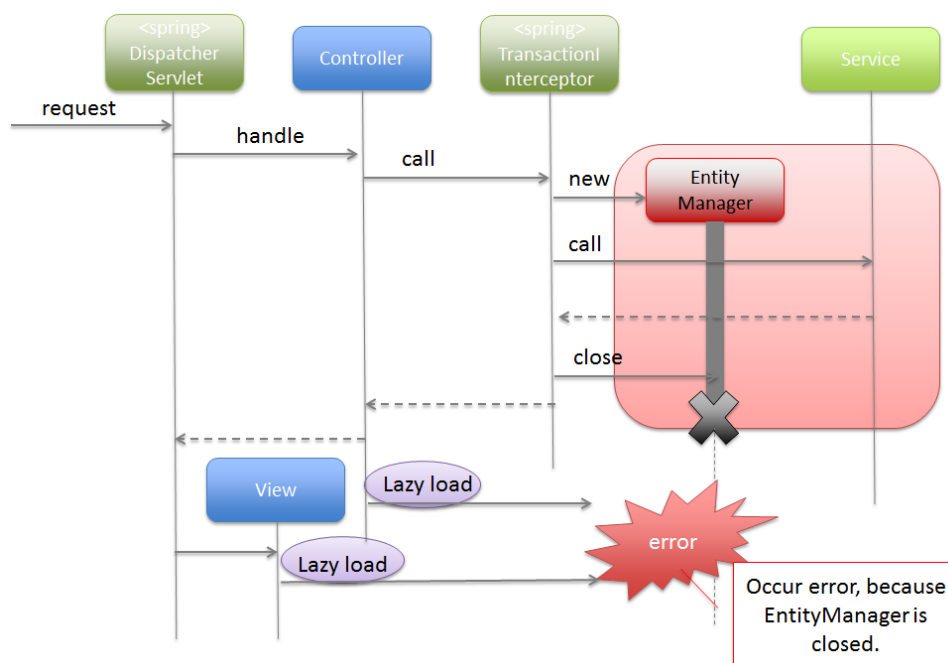 <spring>
Dispatcher
Servlet
Controller
<spring>
TransactionI
nterceptor
Service
request
handle
call
new
Entity
Manager
call
close
View
Lazy load
Lazy load
error
Occur error, because
EntityManager is
closed.